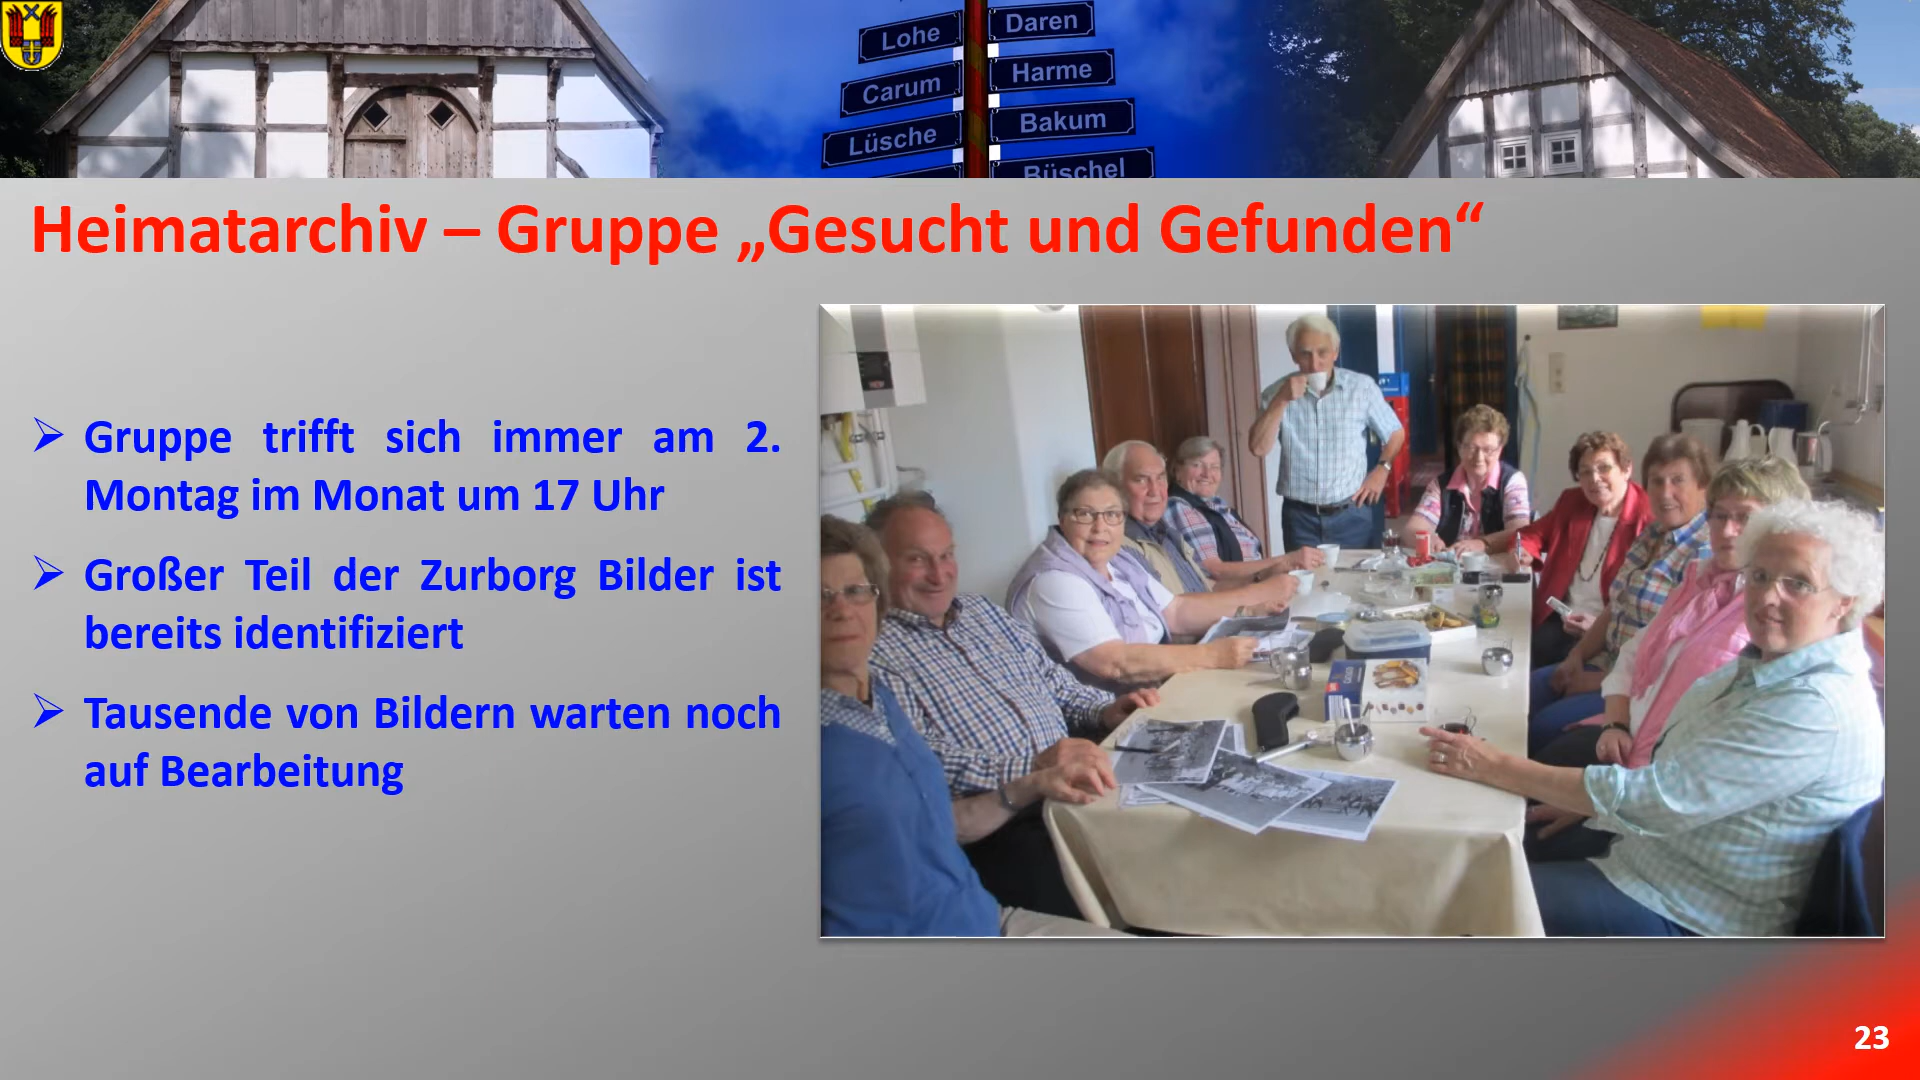 Lohe
Daren
Carum
Harme
Lüsche
Bakum
Büschel
Heimatarchiv – Gruppe „Gesucht und Gefunden“
Gruppe trifft sich immer am 2.
Montag im Monat um 17 Uhr
Großer Teil der Zurborg Bilder ist
bereits identifiziert
Tausende von Bildern warten noch
auf Bearbeitung
23